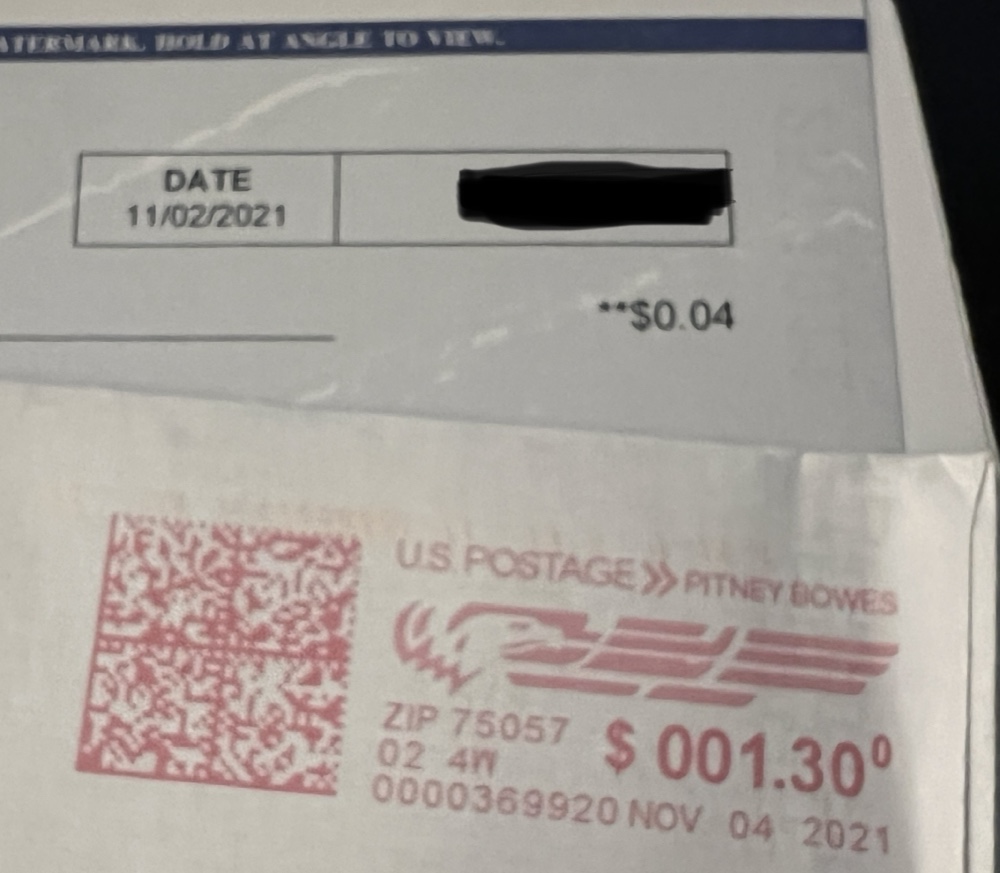 ATERMARK. HOLD AT ANGLE TO VIEW.
DATE
11/02/2021
**$0.04
U.S. POSTAGE >> PITNEY BOWES
ZIP 75057
02 4W
$ 001.30⁰
0000369920 NOV 04 2021